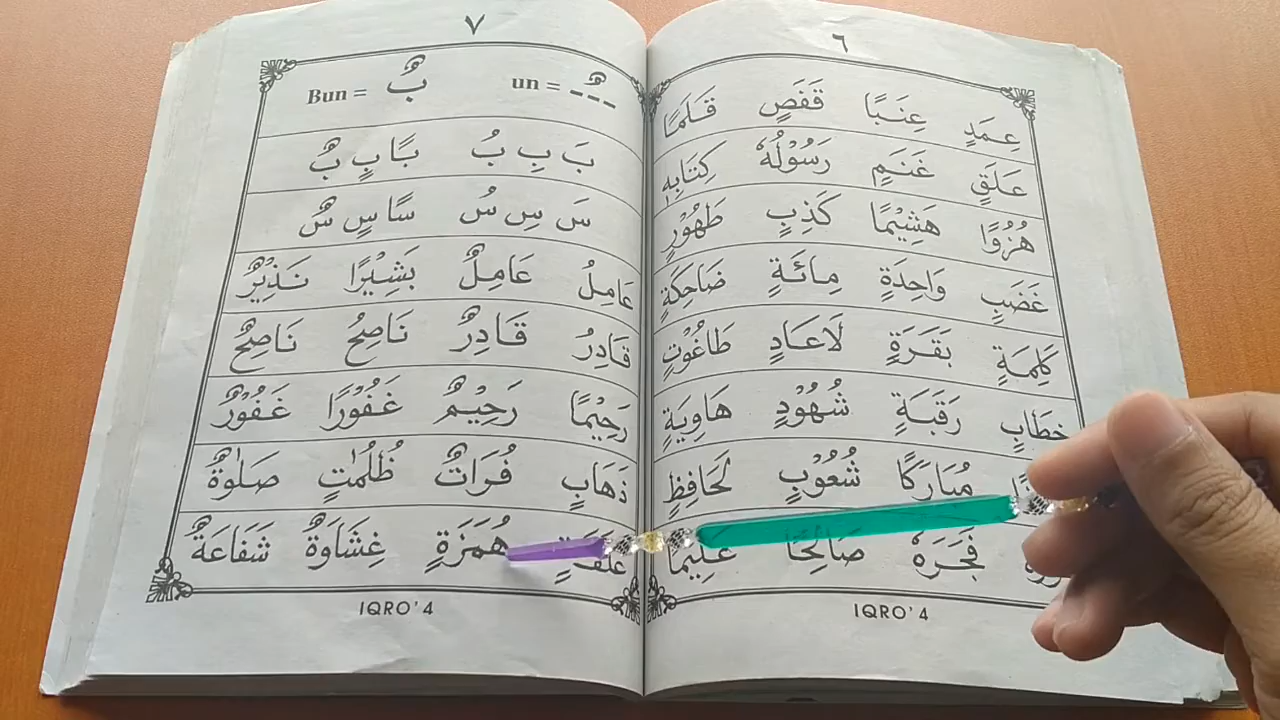 ٦
عِمَدٍ عِنَبًا قَفَصٍ قَلَمًا
عَلَقٍ غَنَمٍ رَسُوْلُهٗ كِتَابِهٖ
هُزُوًا هَشِيْمًا كَذِبٍ طَهُوْرٍ
غَضَبٍ وَاحِدَةٍ مِائَةٍ ضَاحِكَةٍ
كَلِمَةٍ بَقَرَةٍ لَاعَادٍ طَاغُوْتٍ
خَطَابٍ رَقَبَةٍ شُهُوْدٍ هَاوِيَةٍ
مُبَارَكًا شُعُوْبٍ لَحَافِظٍ
فَجَرَهٗ صَالِحًا عَلِيْمًا
IQRO'4
٧
un = ـٌ Bun = بٌ
بَ بِ بُ بًا بٍ بٌ
سَ سِ سُ سًا سٍ سٌ
عَامِلُ عَامِلٌ بَشِيْرًا نَذِيْرٌ
قَادِرُ قَادِرٌ نَاصِحُ نَاصِحٌ
رَحِيْمًا رَحِيْمٌ غَفُوْرًا غَفُوْرٌ
ذَهَابٍ فُرَاتٌ ظُلُمٰتٍ صَلٰوةٌ
هُمَزَةٍ غِشَاوَةٌ شَفَاعَةٌ
IQRO'4